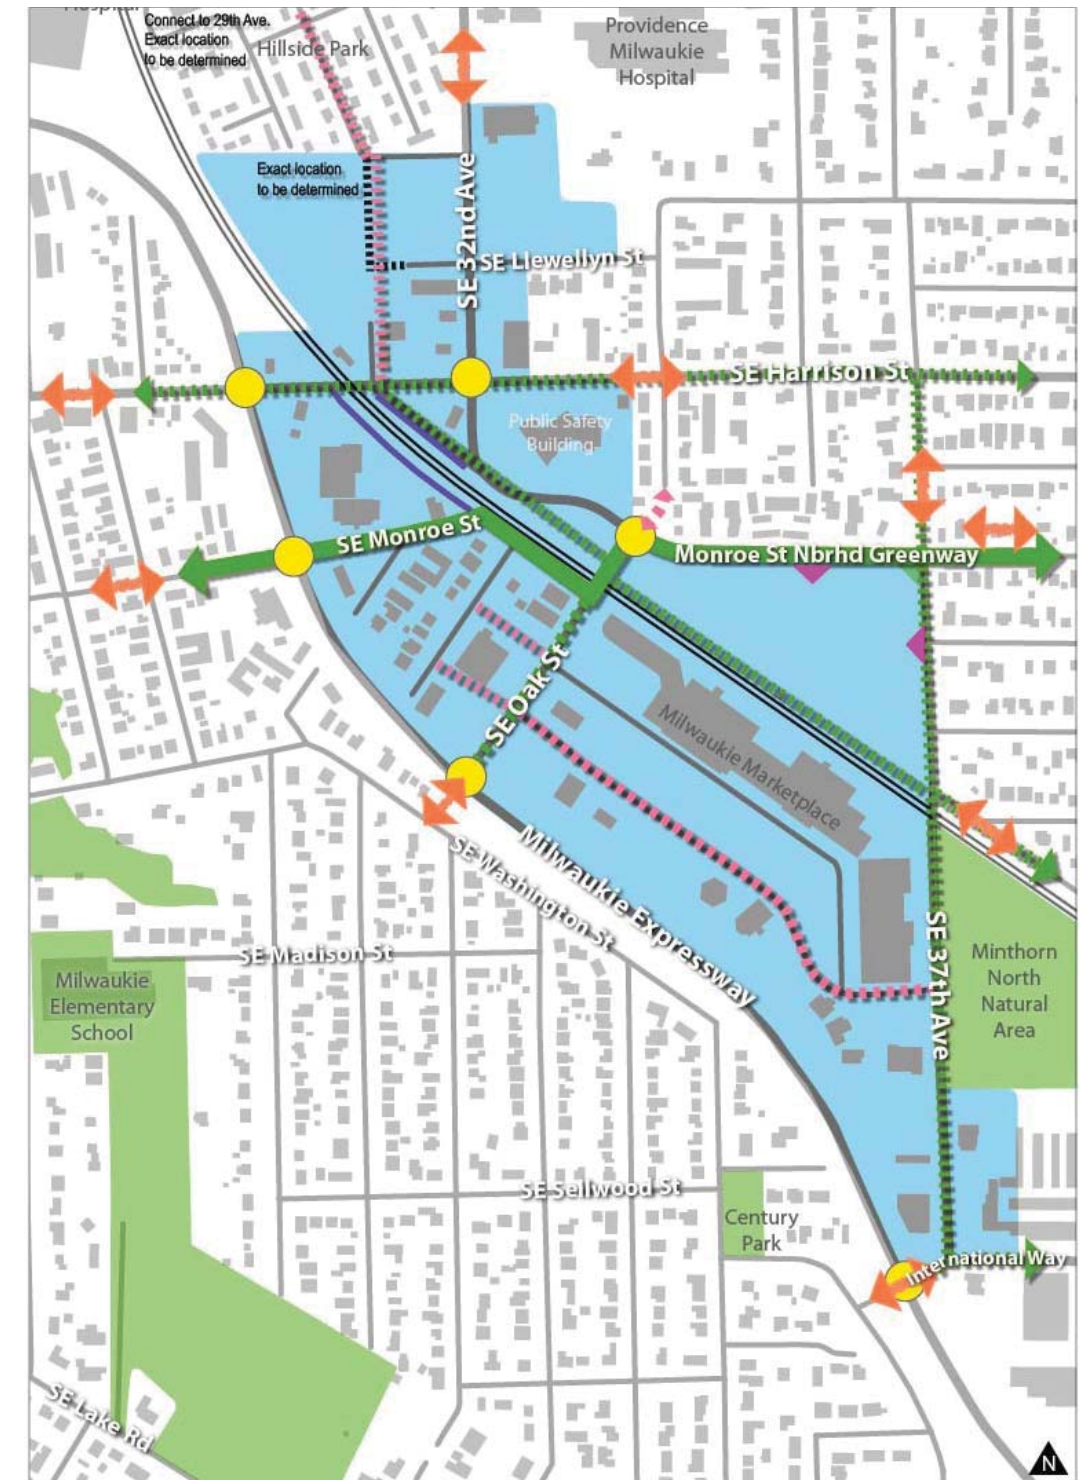 Hospital
Connect to 29th Ave.
Exact location
to be determined
Hillside Park
Providence
Milwaukie
Hospital
Exact location
to be determined
SE 32nd Ave
SE Llewellyn St
SE Harrison St
Public Safety
Building
SE Monroe St
Monroe St Nbrhd Greenway
SE Oak St
Milwaukie Marketplace
Milwaukie Expressway
SE Washington St
SE Madison St
SE 37th Ave
Minthorn
North
Natural
Area
Milwaukie
Elementary
School
SE Sellwood St
Century
Park
International Way
SE Lake Rd
N